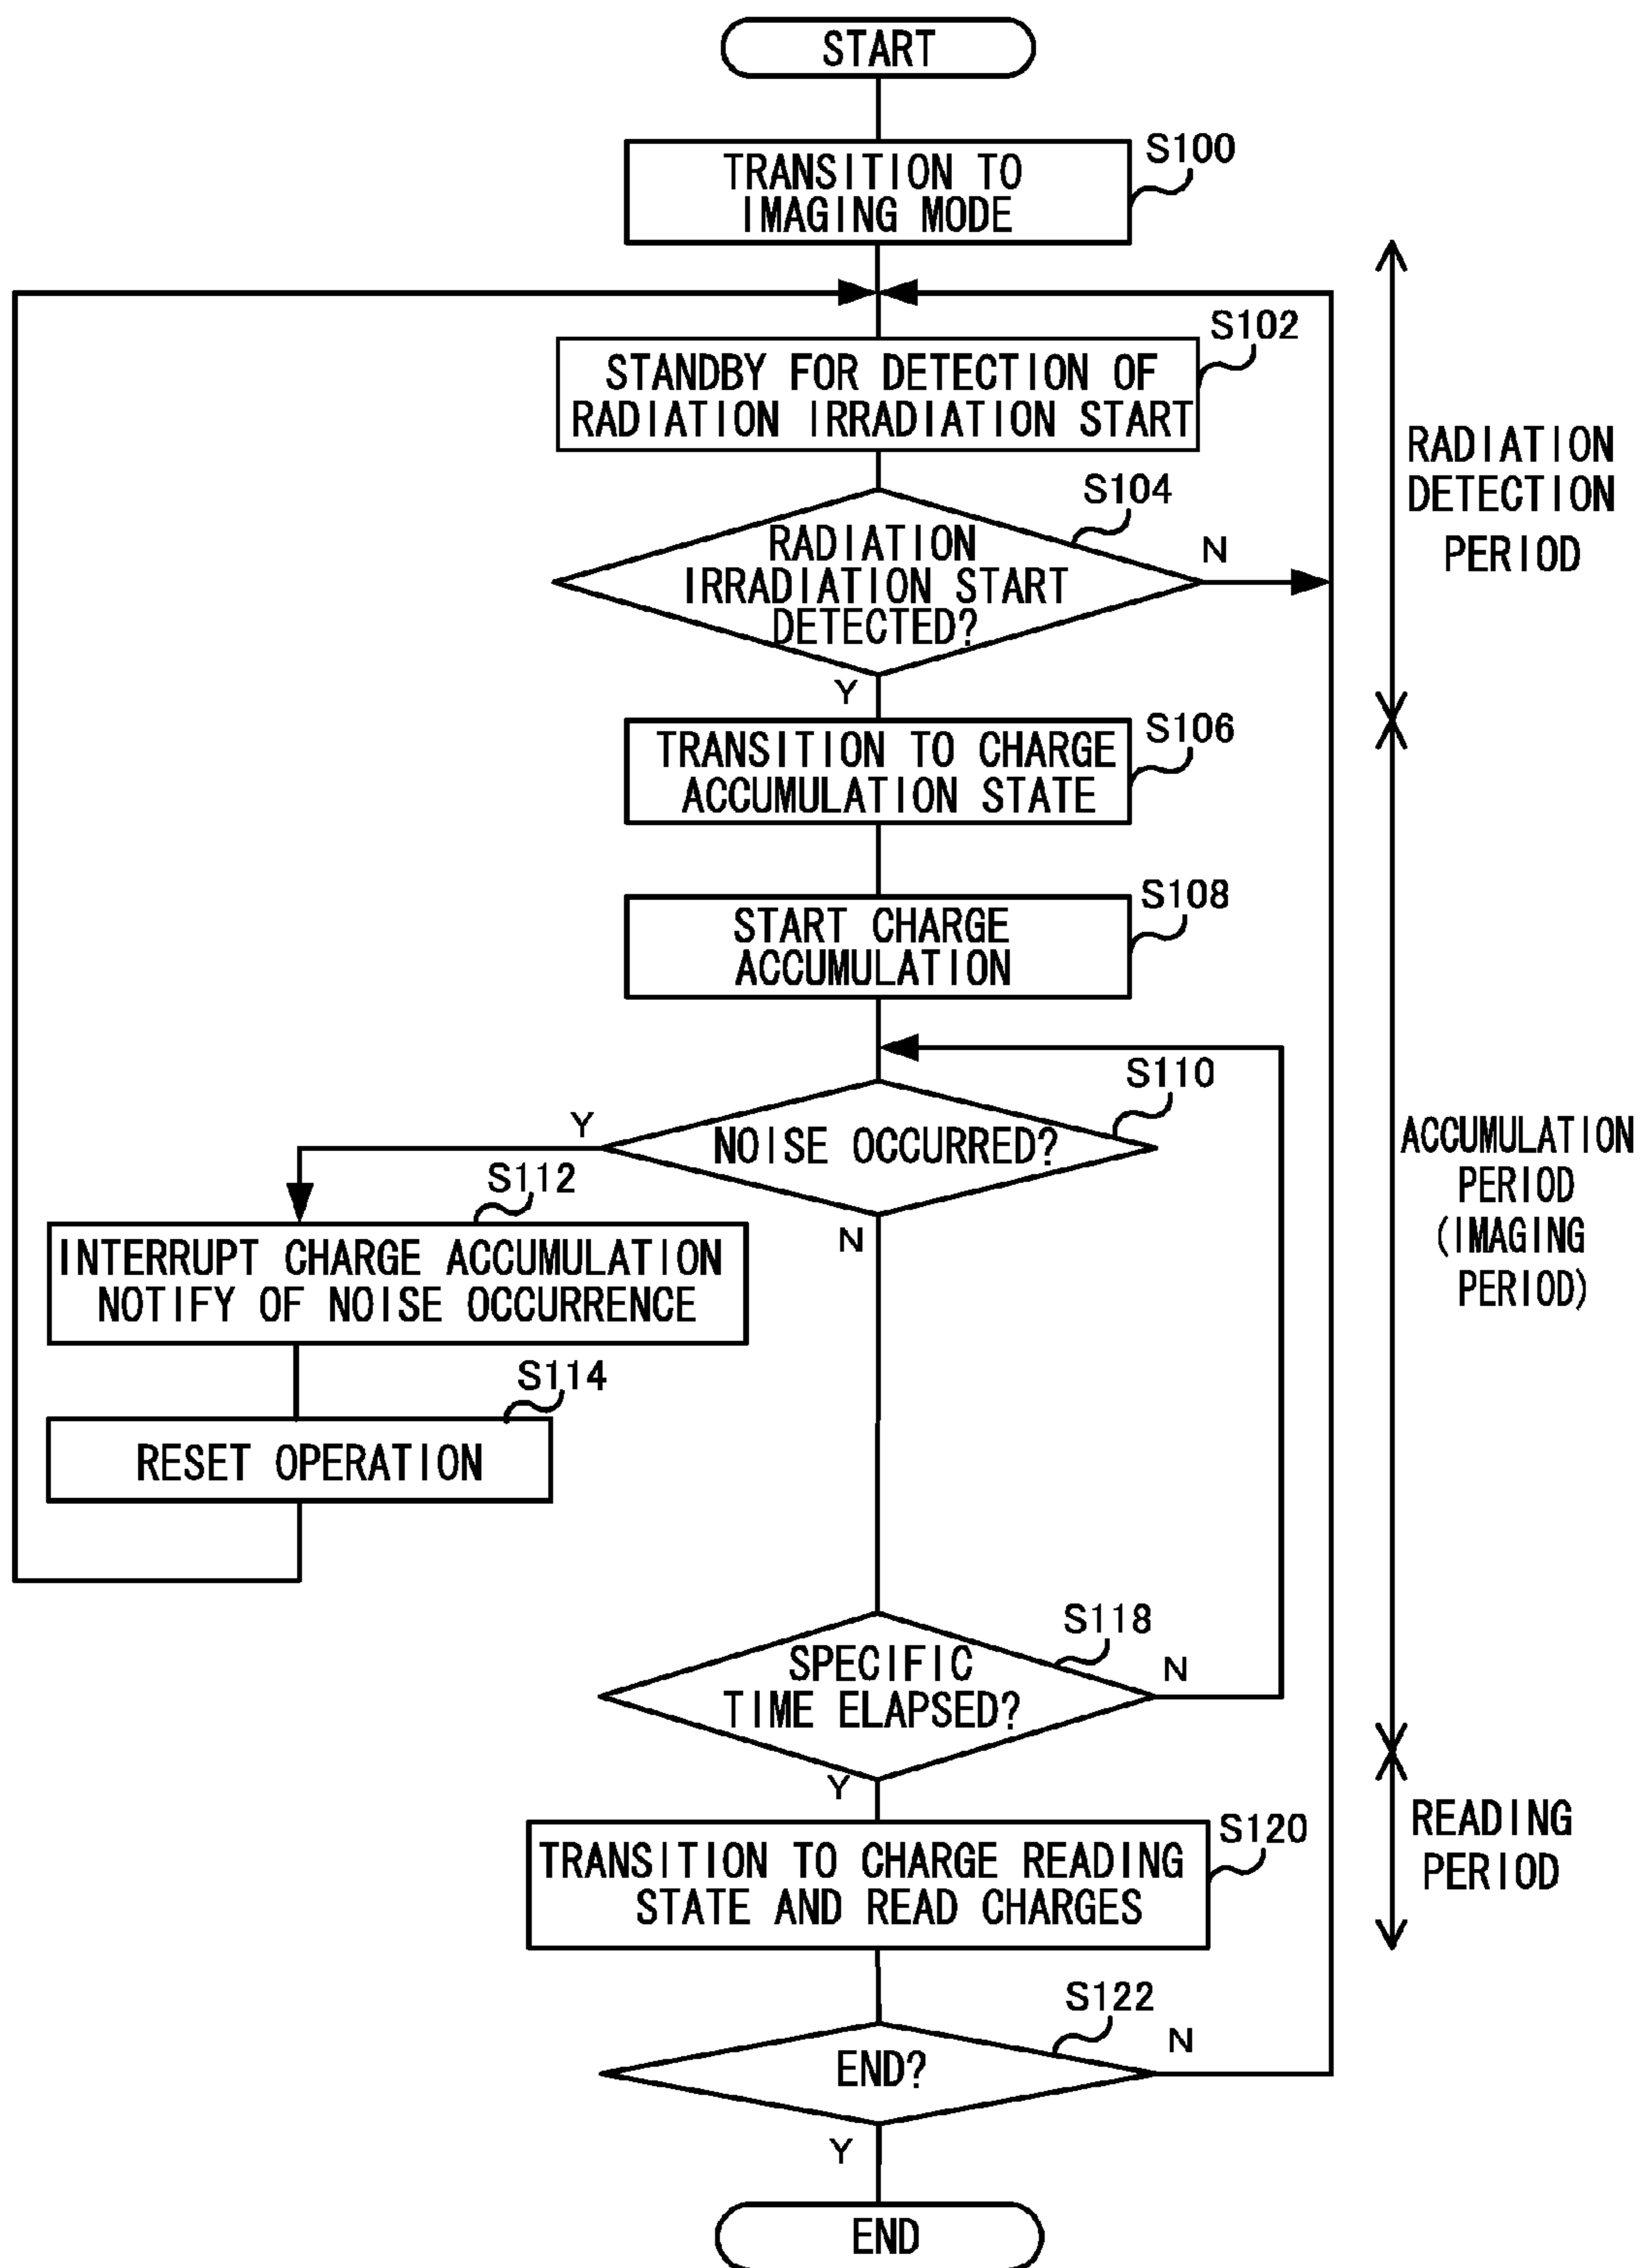 START
S100
TRANSITION TO
IMAGING MODE
S102
STANDBY FOR DETECTION OF
RADIATION IRRADIATION START
RADIATION
DETECTION
PERIOD
S104
RADIATION
IRRADIATION START
DETECTED?
N
Y
S106
TRANSITION TO CHARGE
ACCUMULATION STATE
S108
START CHARGE
ACCUMULATION
S110
NOISE OCCURRED?
Y
N
ACCUMULATION
PERIOD
(IMAGING
PERIOD)
S112
INTERRUPT CHARGE ACCUMULATION
NOTIFY OF NOISE OCCURRENCE
S114
RESET OPERATION
S118
SPECIFIC
TIME ELAPSED?
N
Y
S120
TRANSITION TO CHARGE READING
STATE AND READ CHARGES
READING
PERIOD
S122
END?
N
Y
END